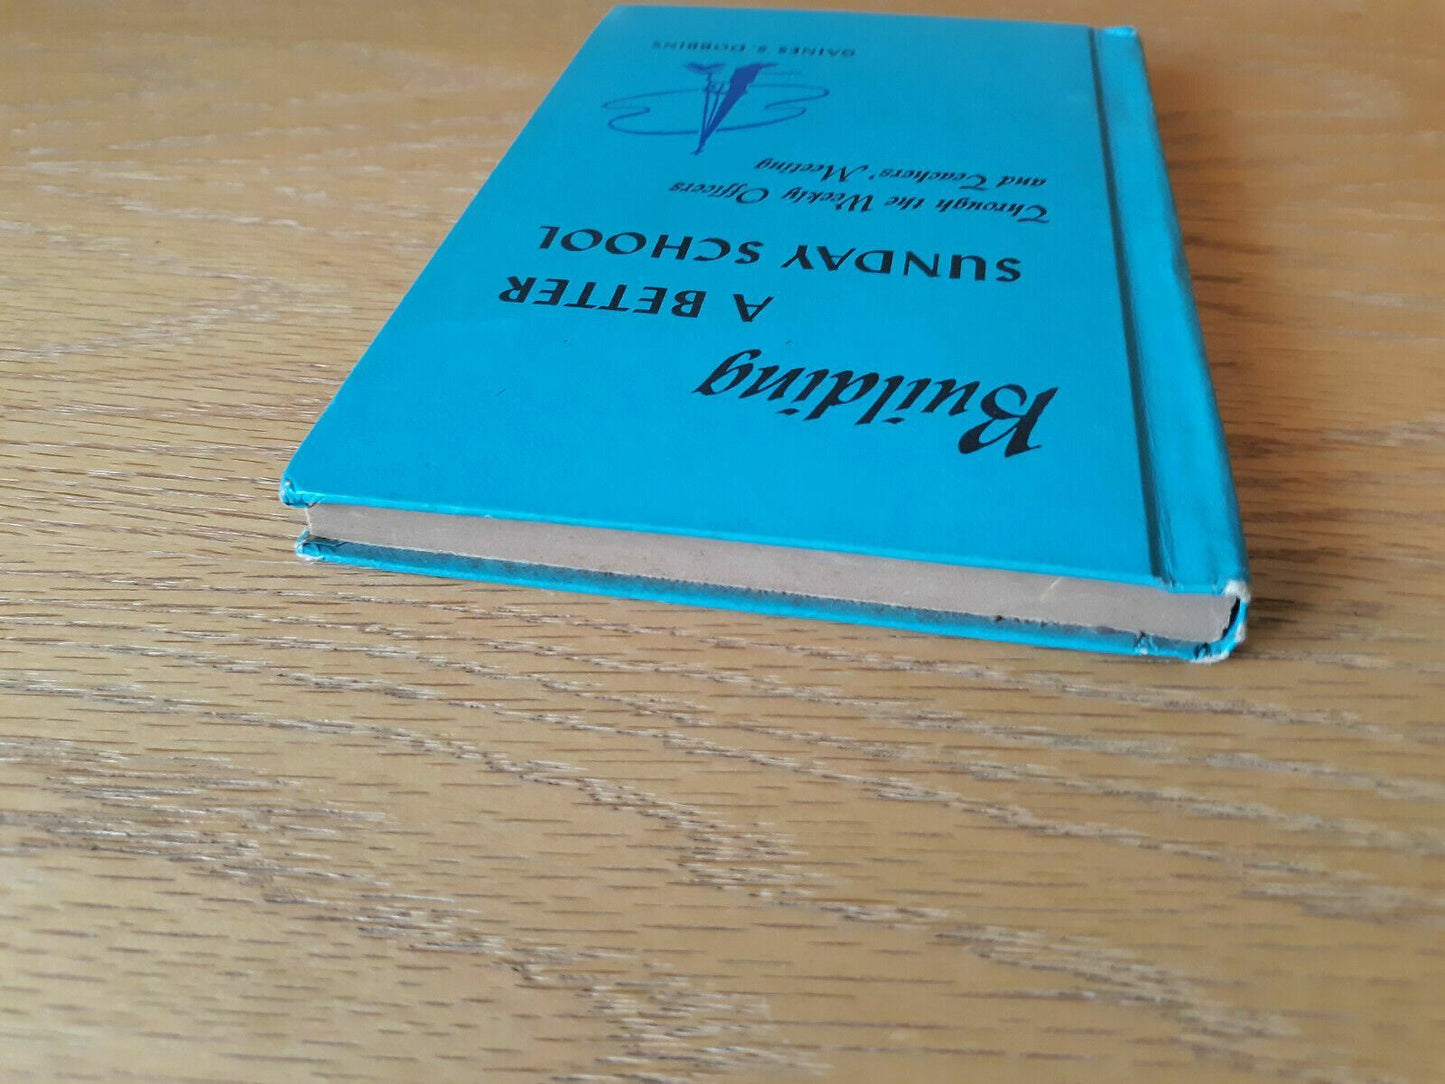 Building
A BETTER
SUNDAY SCHOOL
Through the Weekly Officers
and Teachers' Meeting
GAINES S. DOBBINS